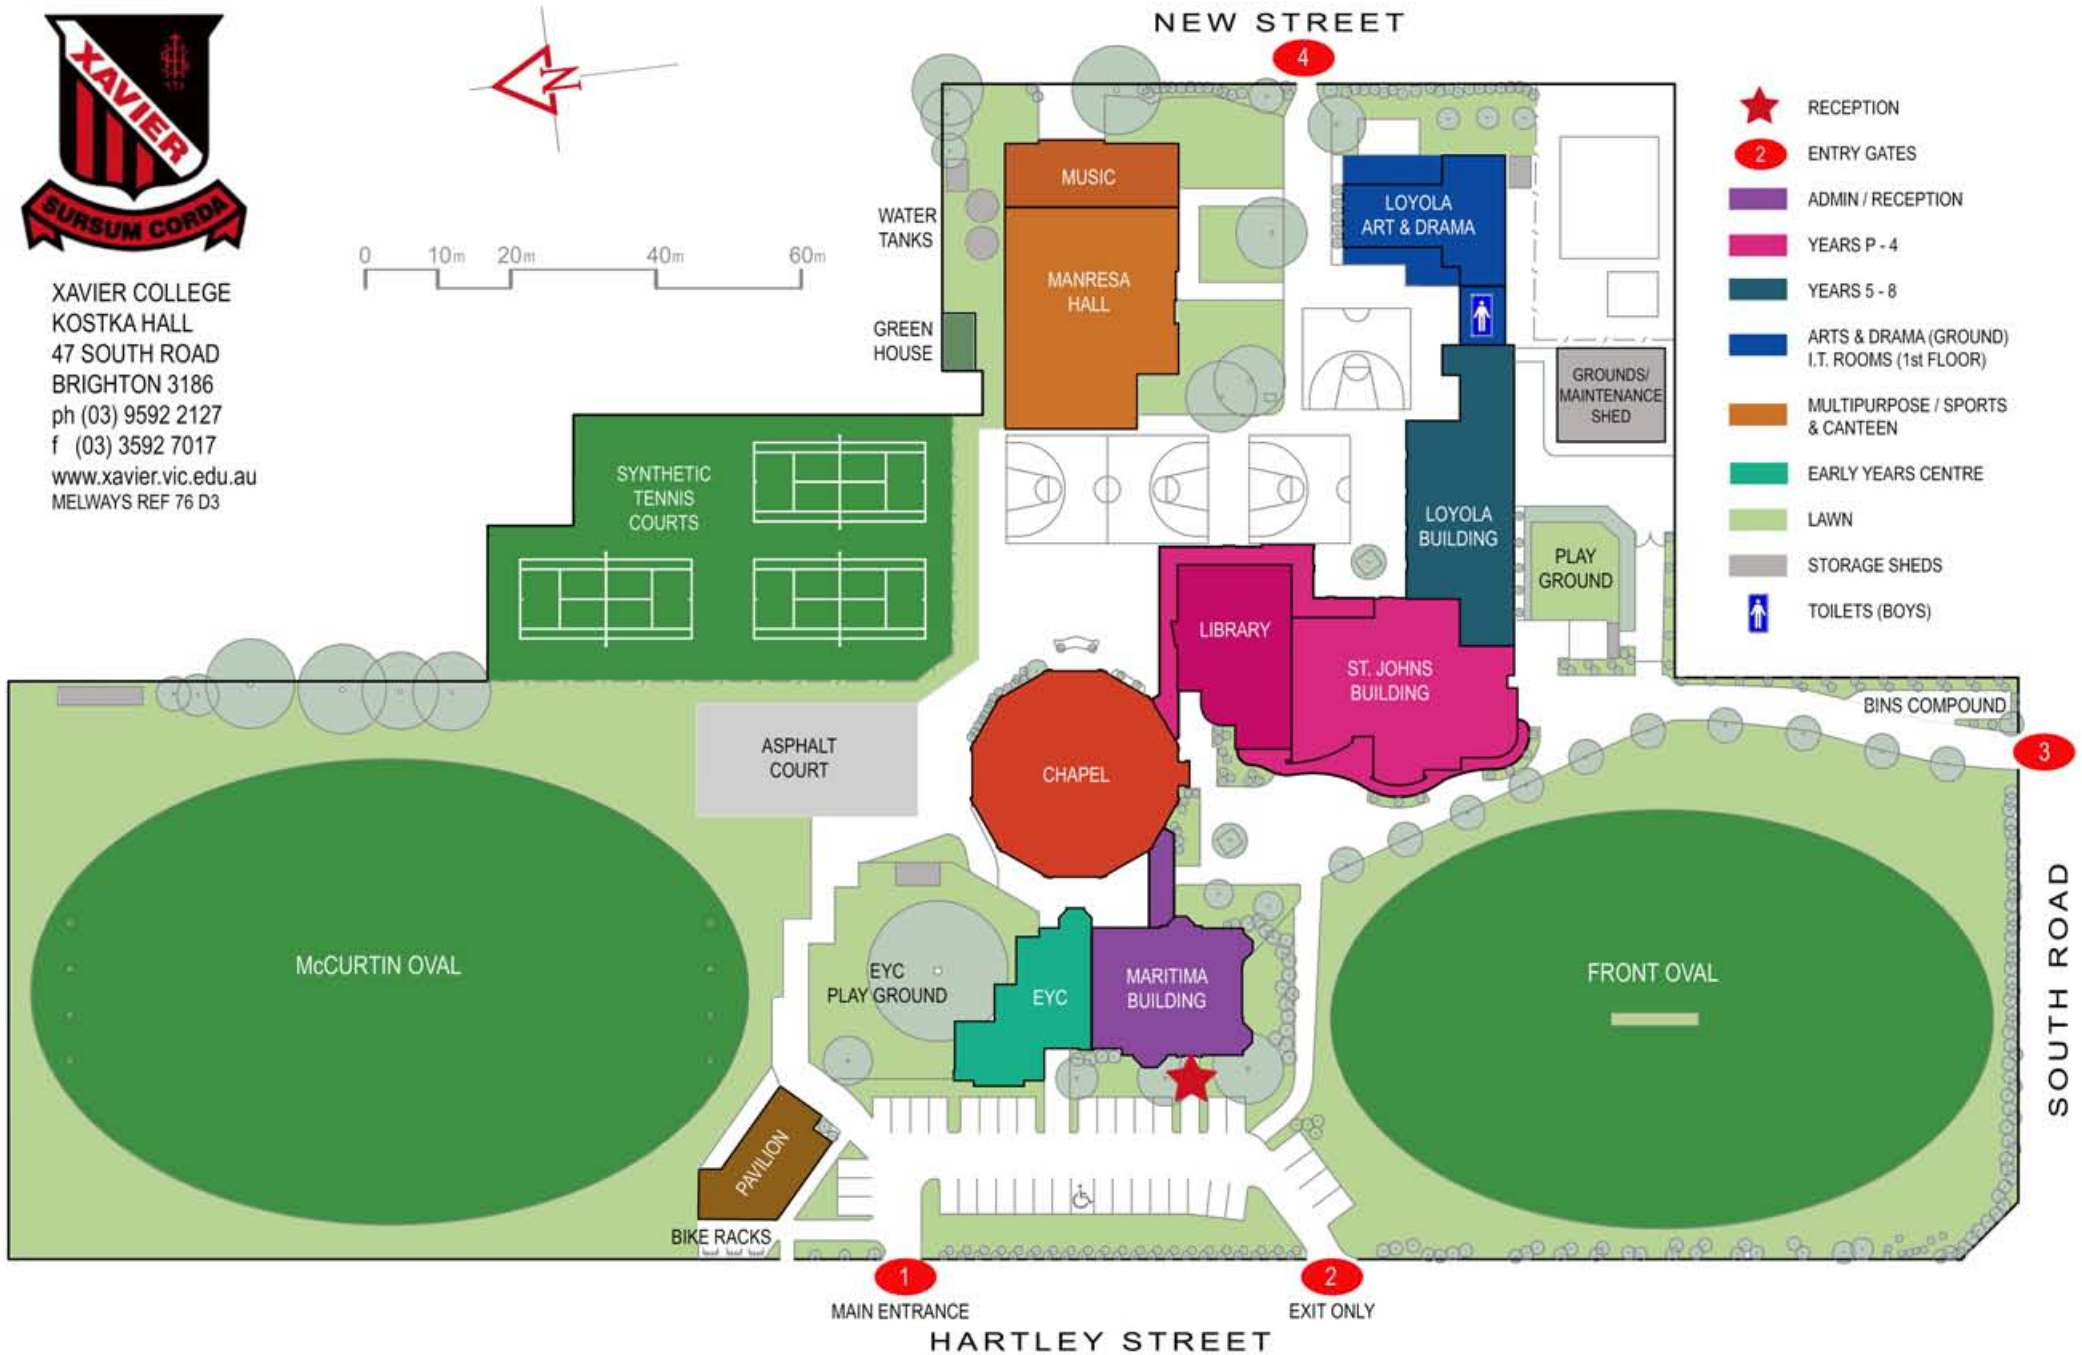 XAVIER
SURSUM CORDA
XAVIER COLLEGE
KOSTKA HALL
47 SOUTH ROAD
BRIGHTON 3186
ph (03) 9592 2127
f (03) 3592 7017
www.xavier.vic.edu.au
MELWAYS REF 76 D3
N
0 10m 20m 40m 60m
NEW STREET
4
MUSIC
MANRESA
HALL
WATER
TANKS
GREEN
HOUSE
LOYOLA
ART & DRAMA
GROUNDS/
MAINTENANCE
SHED
SYNTHETIC
TENNIS
COURTS
LOYOLA
BUILDING
PLAY
GROUND
LIBRARY
ST. JOHNS
BUILDING
ASPHALT
COURT
CHAPEL
BINS COMPOUND
3
McCURTIN OVAL
EYC
PLAY GROUND
EYC
MARITIMA
BUILDING
FRONT OVAL
SOUTH ROAD
PAVILION
BIKE RACKS
1
MAIN ENTRANCE
2
EXIT ONLY
HARTLEY STREET
RECEPTION
2
ENTRY GATES
ADMIN / RECEPTION
YEARS P - 4
YEARS 5 - 8
ARTS & DRAMA (GROUND)
I.T. ROOMS (1st FLOOR)
MULTIPURPOSE / SPORTS
& CANTEEN
EARLY YEARS CENTRE
LAWN
STORAGE SHEDS
TOILETS (BOYS)